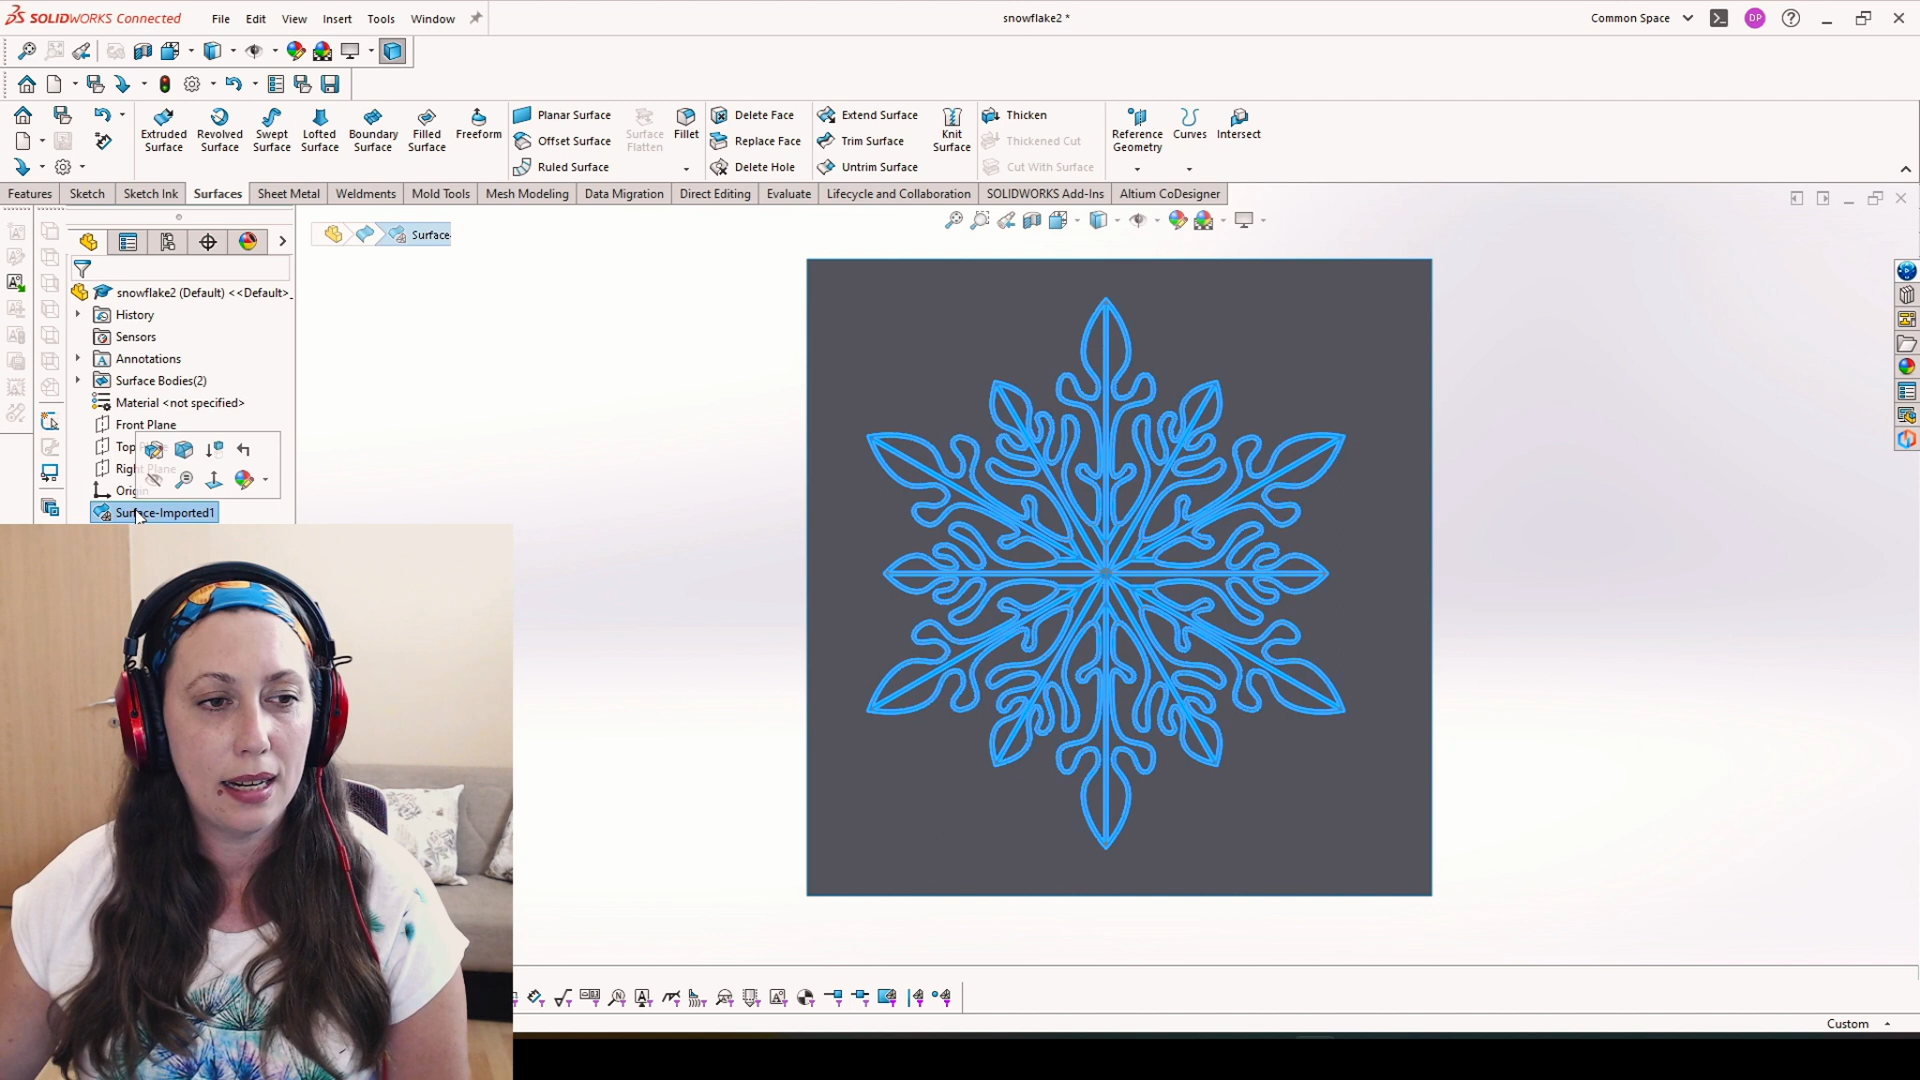 SOLIDWORKS Connected
File Edit View Insert Tools Window
snowflake2 *
Common Space
DP
Extruded Surface
Revolved Surface
Swept Surface
Lofted Surface
Boundary Surface
Filled Surface
Freeform
Planar Surface
Offset Surface
Ruled Surface
Surface Flatten
Fillet
Delete Face
Replace Face
Delete Hole
Extend Surface
Trim Surface
Untrim Surface
Knit Surface
Thicken
Thickened Cut
Cut With Surface
Reference Geometry
Curves
Intersect
Features Sketch Sketch Ink Surfaces Sheet Metal Weldments Mold Tools Mesh Modeling Data Migration Direct Editing Evaluate Lifecycle and Collaboration SOLIDWORKS Add-Ins Altium CoDesigner
Surface-
snowflake2 (Default) <<Default>_
History
Sensors
Annotations
Surface Bodies(2)
Material <not specified>
Front Plane
Top
Right Plane
Origin
Surface-Imported1
Custom